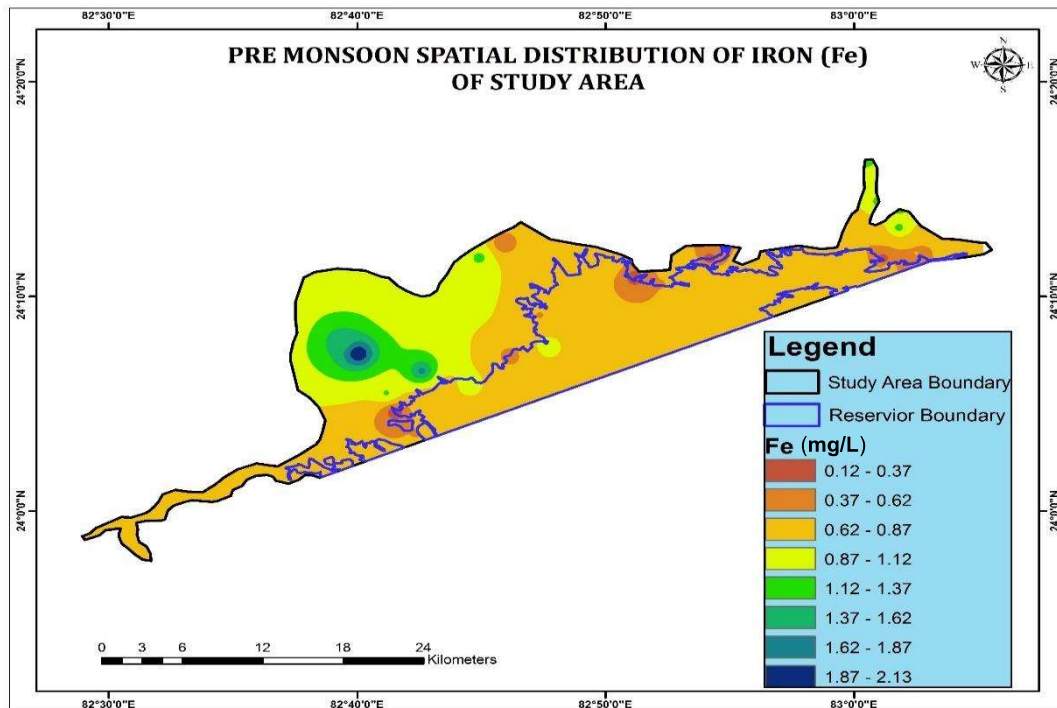 82°30'0"E 82°40'0"E 82°50'0"E 83°0'0"E
PRE MONSOON SPATIAL DISTRIBUTION OF IRON (Fe)
OF STUDY AREA
N
W E
S
24°20'0"N 24°20'0"N
24°10'0"N 24°10'0"N
24°0'0"N 24°0'0"N
Legend
Study Area Boundary
Reservior Boundary
Fe (mg/L)
0.12 - 0.37
0.37 - 0.62
0.62 - 0.87
0.87 - 1.12
1.12 - 1.37
1.37 - 1.62
1.62 - 1.87
1.87 - 2.13
0 3 6 12 18 24
Kilometers
82°30'0"E 82°40'0"E 82°50'0"E 83°0'0"E